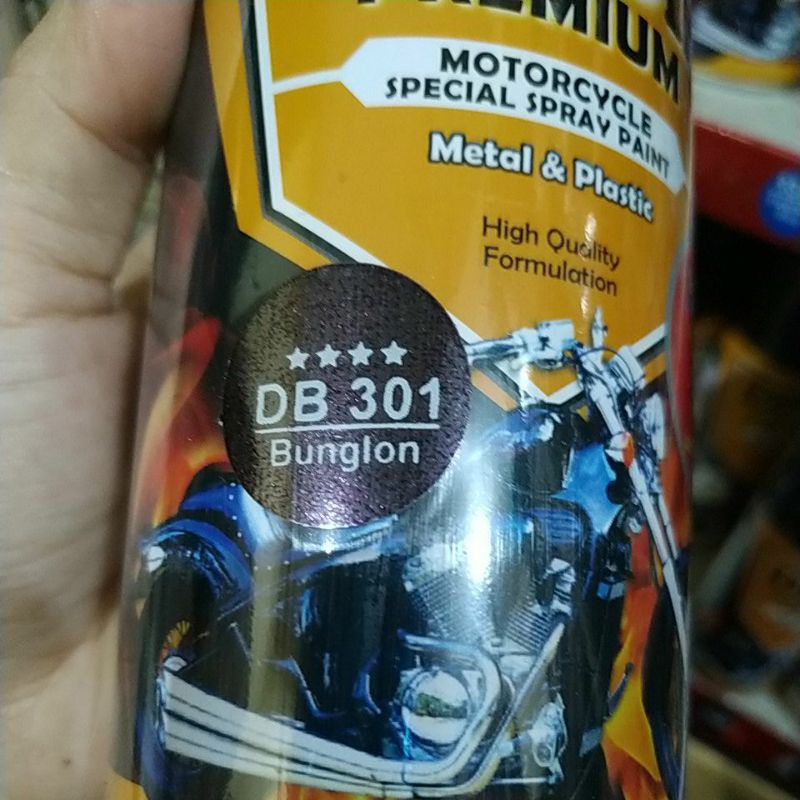 PREMIUM
MOTORCYCLE
SPECIAL SPRAY PAINT
Metal & Plastic
High Quality
Formulation
DB 301
Bunglon